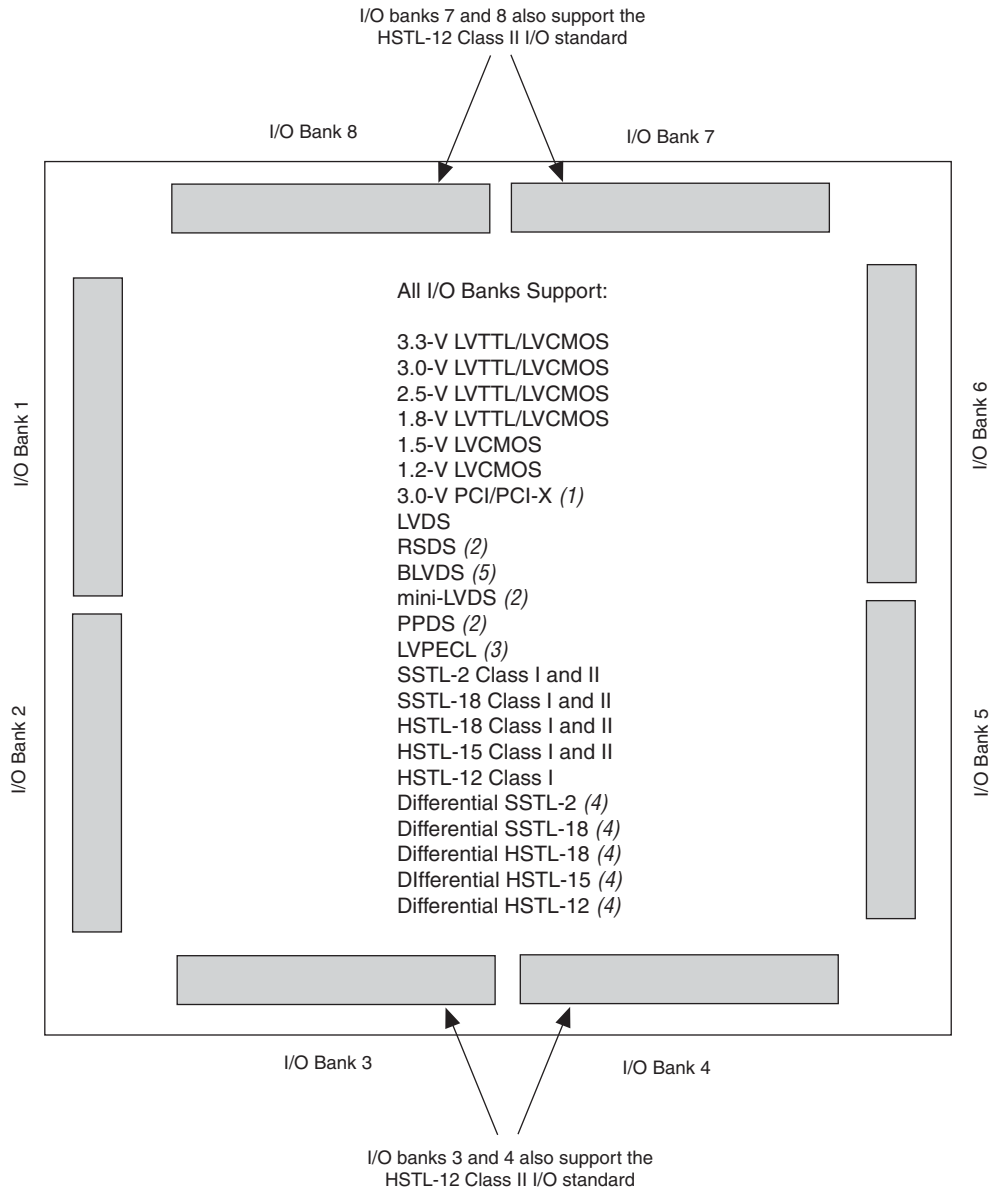 I/O banks 7 and 8 also support the
HSTL-12 Class II I/O standard
I/O Bank 8
I/O Bank 7
All I/O Banks Support:
3.3-V LVTTL/LVCMOS
3.0-V LVTTL/LVCMOS
2.5-V LVTTL/LVCMOS
1.8-V LVTTL/LVCMOS
1.5-V LVCMOS
1.2-V LVCMOS
3.0-V PCI/PCI-X (1)
LVDS
RSDS (2)
BLVDS (5)
mini-LVDS (2)
PPDS (2)
LVPECL (3)
SSTL-2 Class I and II
SSTL-18 Class I and II
HSTL-18 Class I and II
HSTL-15 Class I and II
HSTL-12 Class I
Differential SSTL-2 (4)
Differential SSTL-18 (4)
Differential HSTL-18 (4)
DIfferential HSTL-15 (4)
Differential HSTL-12 (4)
I/O Bank 1
I/O Bank 2
I/O Bank 6
I/O Bank 5
I/O Bank 3
I/O Bank 4
I/O banks 3 and 4 also support the
HSTL-12 Class II I/O standard